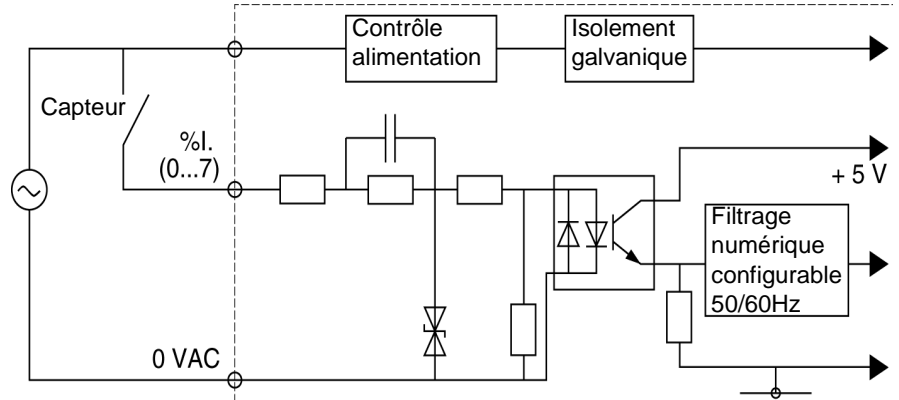 Contrôle
alimentation
Isolement
galvanique
Capteur
%I.
(0...7)
+ 5 V
Filtrage
numérique
configurable
50/60Hz
0 VAC